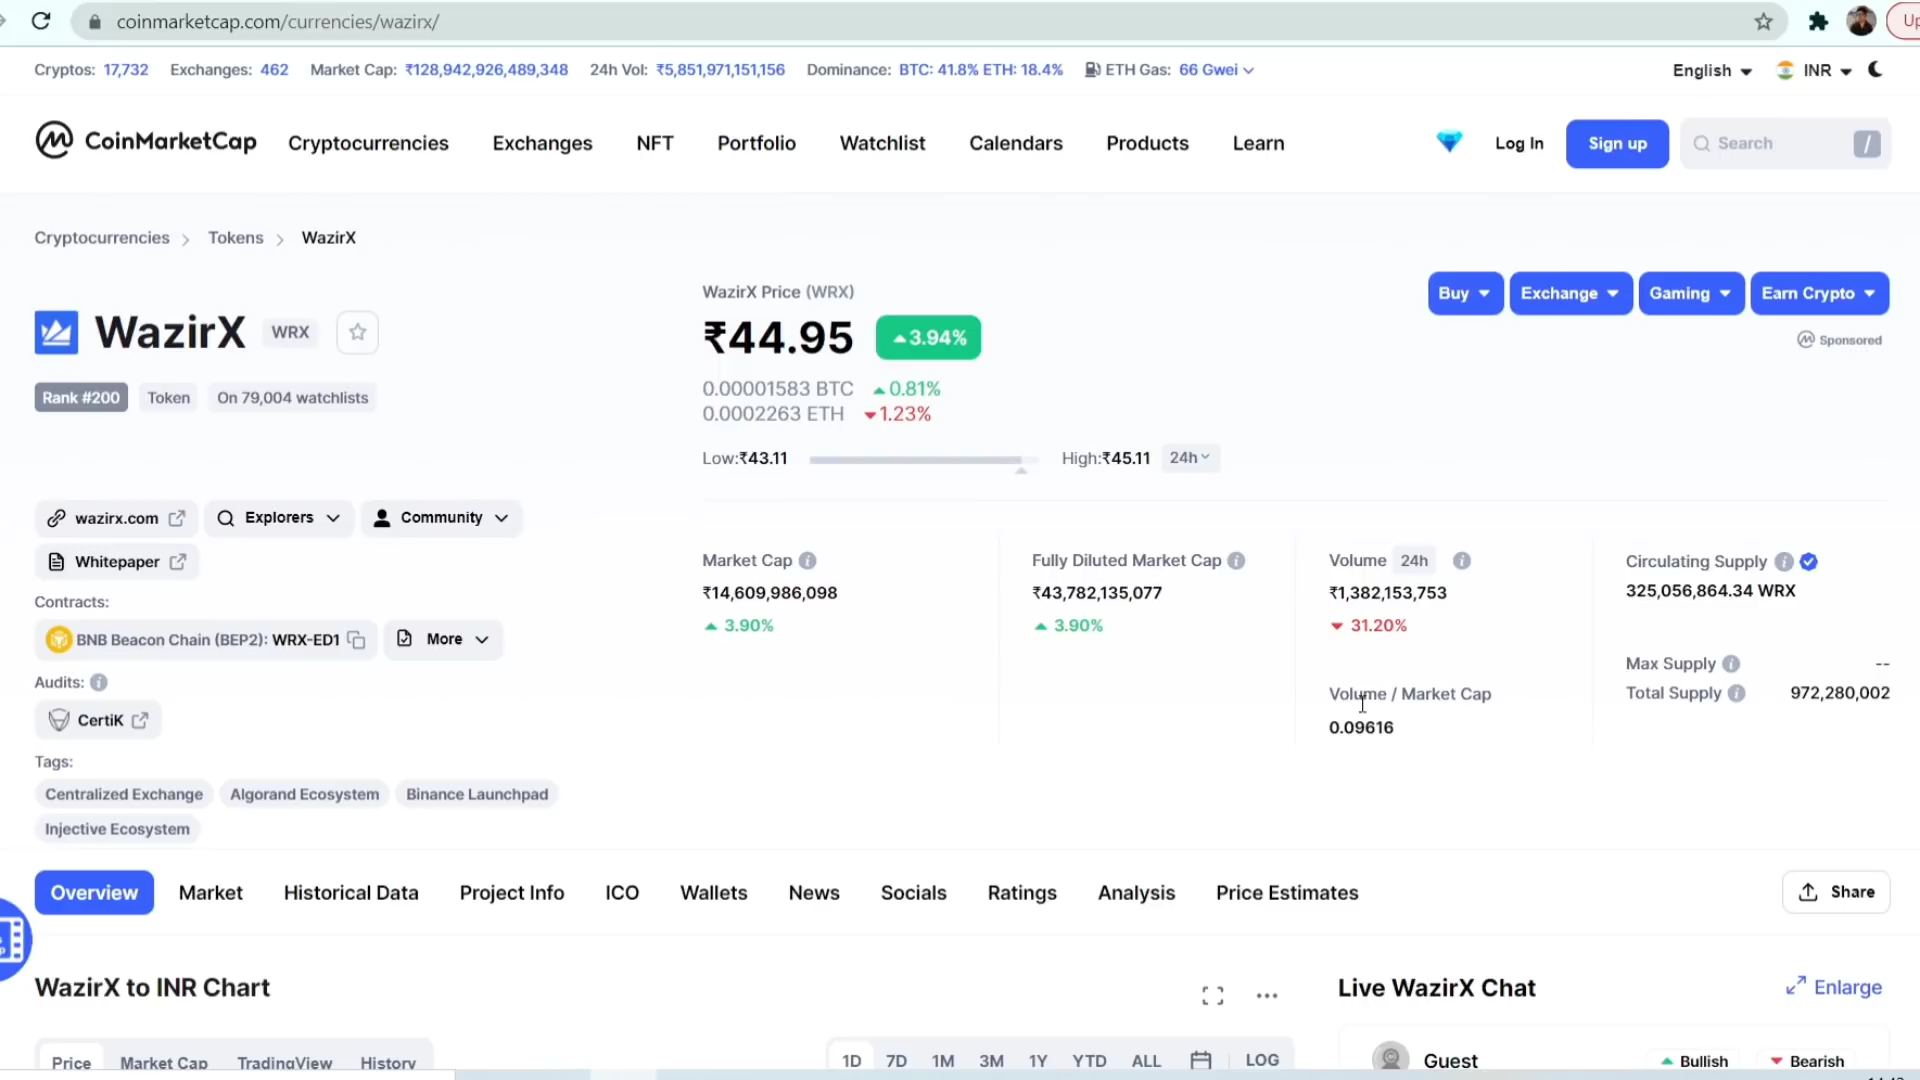 coinmarketcap.com/currencies/wazirx/
Cryptos: 17,732 Exchanges: 462 Market Cap: ₹128,942,926,489,348 24h Vol: ₹5,851,971,151,156 Dominance: BTC: 41.8% ETH: 18.4% ETH Gas: 66 Gwei English INR
CoinMarketCap Cryptocurrencies Exchanges NFT Portfolio Watchlist Calendars Products Learn Log In Sign up Search /
Cryptocurrencies Tokens WazirX
WazirX WRX
Rank #200 Token On 79,004 watchlists
wazirx.com Explorers Community
Whitepaper
Contracts:
BNB Beacon Chain (BEP2): WRX-ED1 More
Audits:
CertiK
Tags:
Centralized Exchange Algorand Ecosystem Binance Launchpad
Injective Ecosystem
WazirX Price (WRX)
₹44.95 3.94%
0.00001583 BTC 0.81%
0.0002263 ETH 1.23%
Low:₹43.11 High:₹45.11 24h
Buy Exchange Gaming Earn Crypto
Sponsored
Market Cap
₹14,609,986,098
3.90%
Fully Diluted Market Cap
₹43,782,135,077
3.90%
Volume 24h
₹1,382,153,753
31.20%
Volume / Market Cap
0.09616
Circulating Supply
325,056,864.34 WRX
Max Supply --
Total Supply 972,280,002
Overview Market Historical Data Project Info ICO Wallets News Socials Ratings Analysis Price Estimates Share
WazirX to INR Chart
Price Market Cap TradingView History 1D 7D 1M 3M 1Y YTD ALL LOG
Live WazirX Chat Enlarge
Guest Bullish Bearish